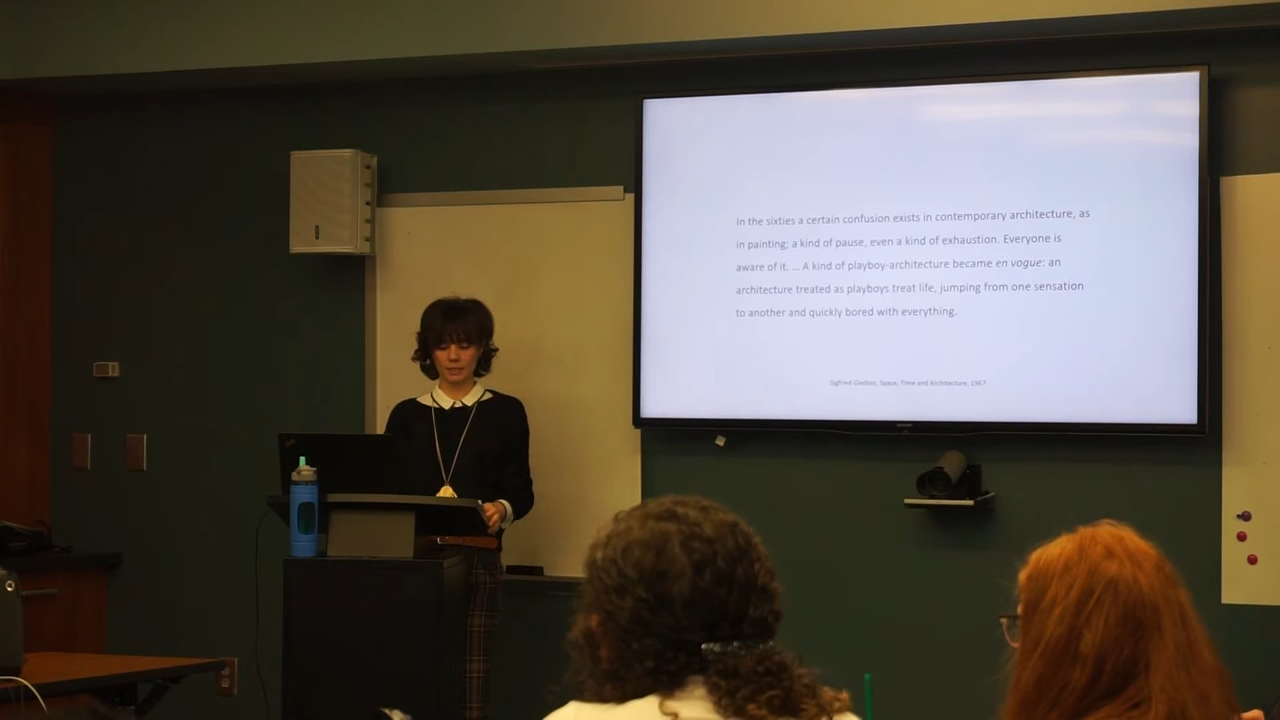 In the sixties a certain confusion exists in contemporary architecture, as
in painting; a kind of pause, even a kind of exhaustion. Everyone is
aware of it. ... A kind of playboy-architecture became en vogue: an
architecture treated as playboys treat life, jumping from one sensation
to another and quickly bored with everything.
Sigfried Giedion, Space, Time and Architecture, 1967